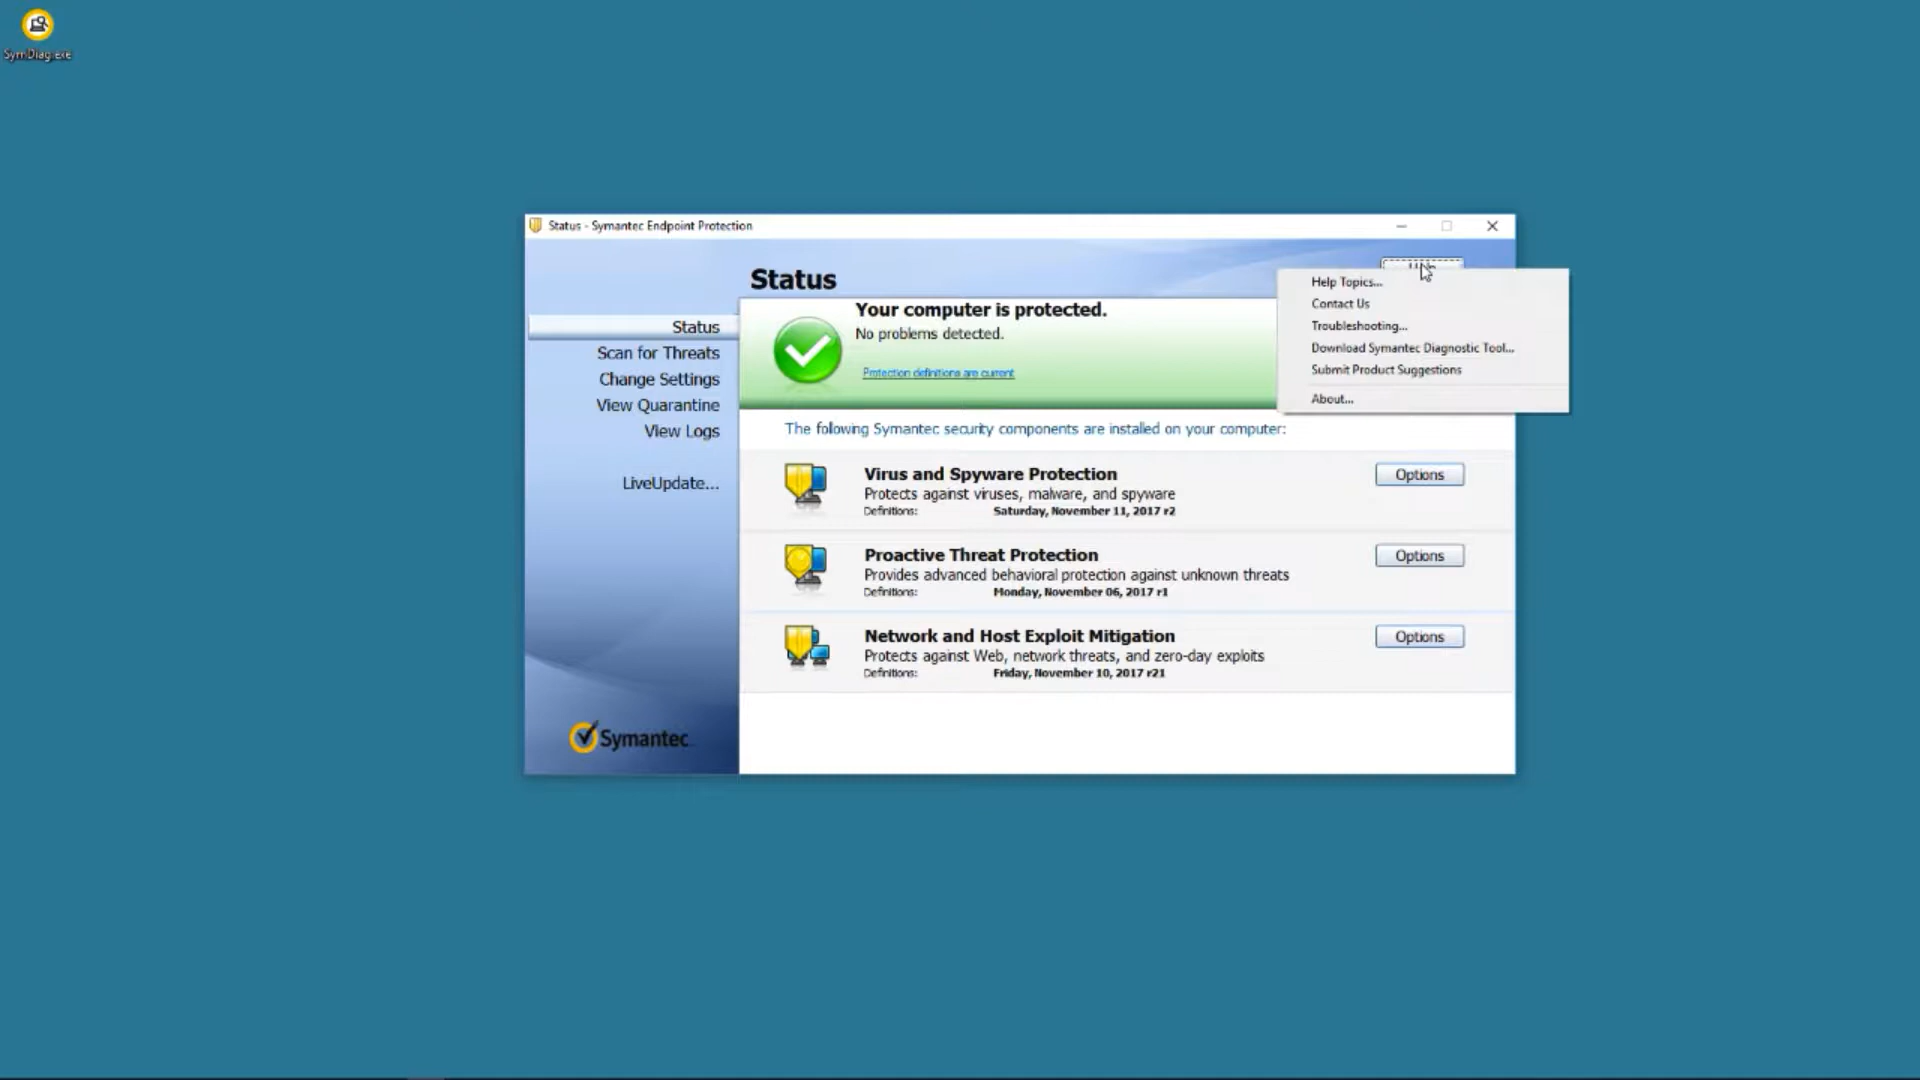 SymDiag.exe
Status - Symantec Endpoint Protection
Status
Help Topics...
Contact Us
Troubleshooting...
Download Symantec Diagnostic Tool...
Submit Product Suggestions
About...
Your computer is protected.
No problems detected.
Protection definitions are current
Status
Scan for Threats
Change Settings
View Quarantine
View Logs
LiveUpdate...
The following Symantec security components are installed on your computer:
Virus and Spyware Protection
Protects against viruses, malware, and spyware
Definitions: Saturday, November 11, 2017 r2
Options
Proactive Threat Protection
Provides advanced behavioral protection against unknown threats
Definitions: Monday, November 06, 2017 r1
Options
Network and Host Exploit Mitigation
Protects against Web, network threats, and zero-day exploits
Definitions: Friday, November 10, 2017 r21
Options
Symantec